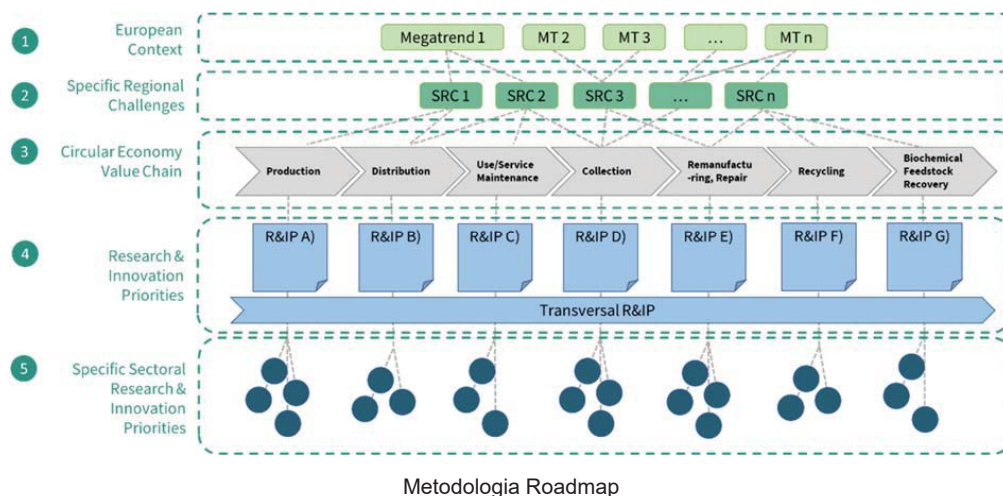 1
European
Context
Megatrend 1
MT 2
MT 3
...
MT n
2
Specific Regional
Challenges
SRC 1
SRC 2
SRC 3
...
SRC n
3
Circular Economy
Value Chain
Production
Distribution
Use/Service
Maintenance
Collection
Remanufactu
-ring, Repair
Recycling
Biochemical
Feedstock
Recovery
4
Research &
Innovation
Priorities
R&IP A)
R&IP B)
R&IP C)
R&IP D)
R&IP E)
R&IP F)
R&IP G)
Transversal R&IP
5
Specific Sectoral
Research &
Innovation
Priorities
Metodologia Roadmap